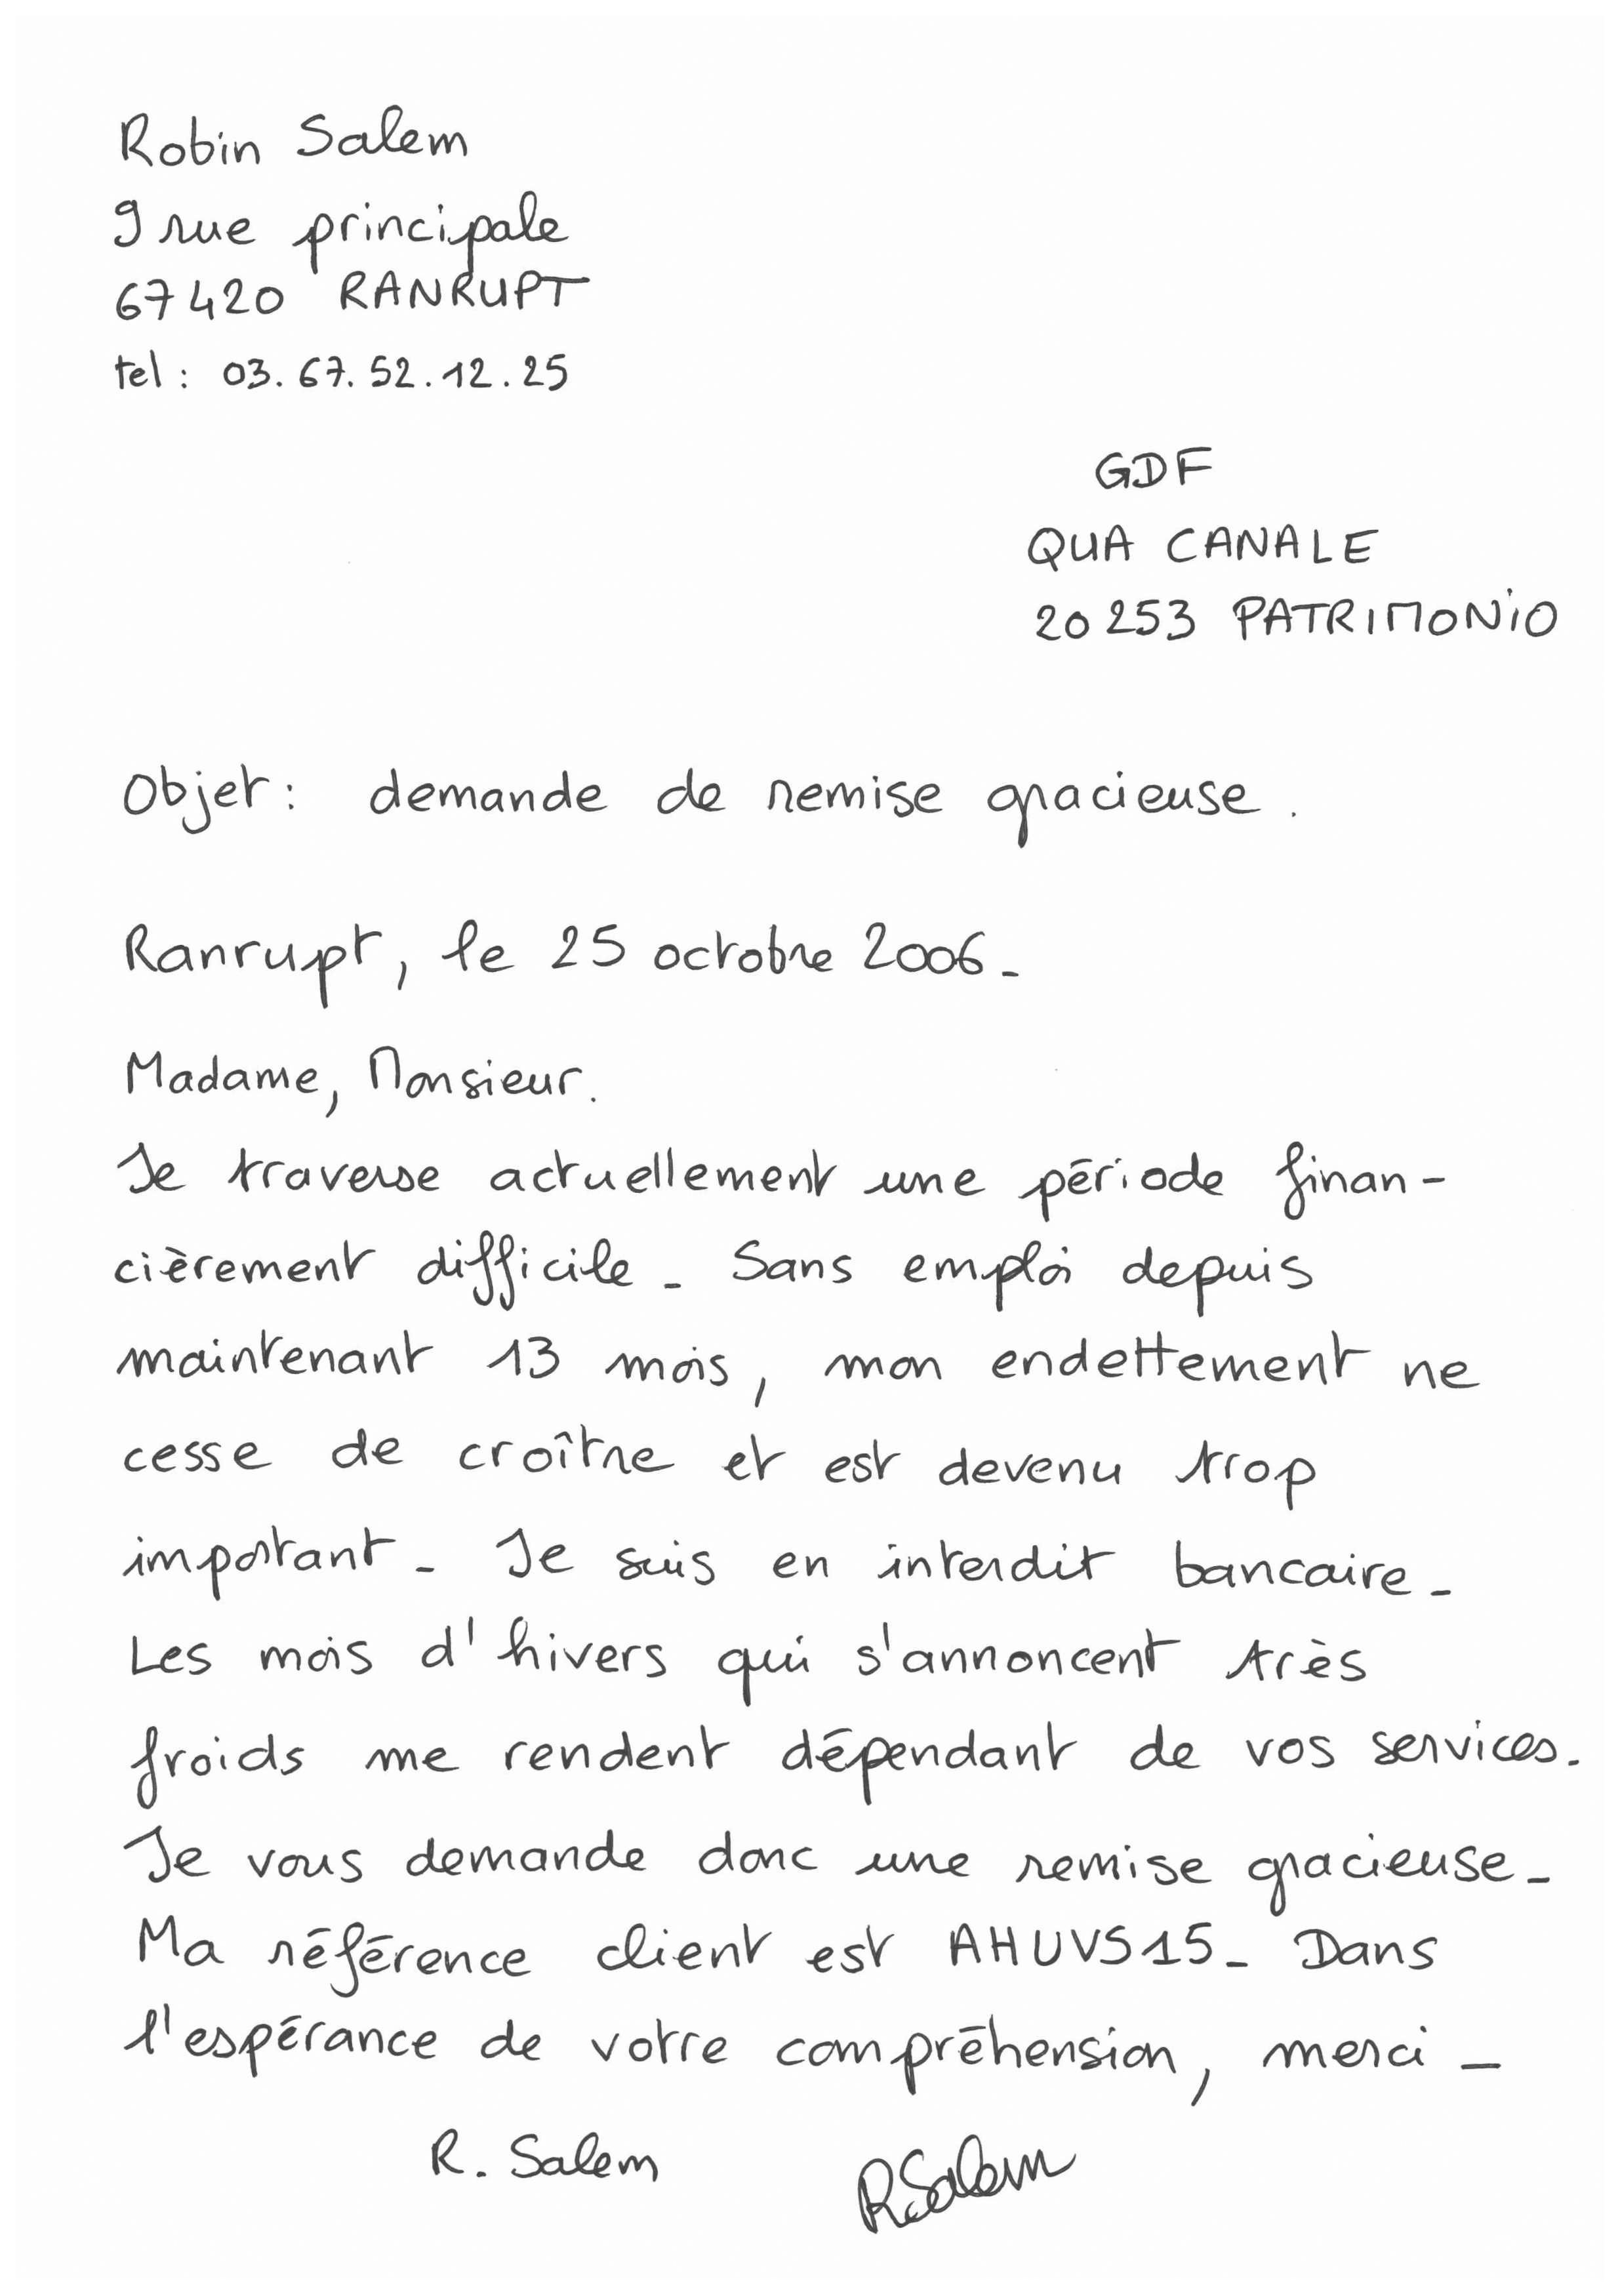 Robin Salem
9 rue principale
67420 RANRUPT
tel : 03.67.52.12.25
GDF
QUA CANALE
20253 PATRIMONIO
Objet : demande de remise gracieuse.
Ranrupt, le 25 octobre 2006.
Madame, Monsieur.
Je traverse actuellement une période finan-
cièrement difficile. Sans emploi depuis
maintenant 13 mois, mon endettement ne
cesse de croître et est devenu trop
important. Je suis en interdit bancaire.
Les mois d'hivers qui s'annoncent très
froids me rendent dépendant de vos services.
Je vous demande donc une remise gracieuse.
Ma référence client est AHUVS15. Dans
l'espérance de votre compréhension, merci.
R. Salem RSalem